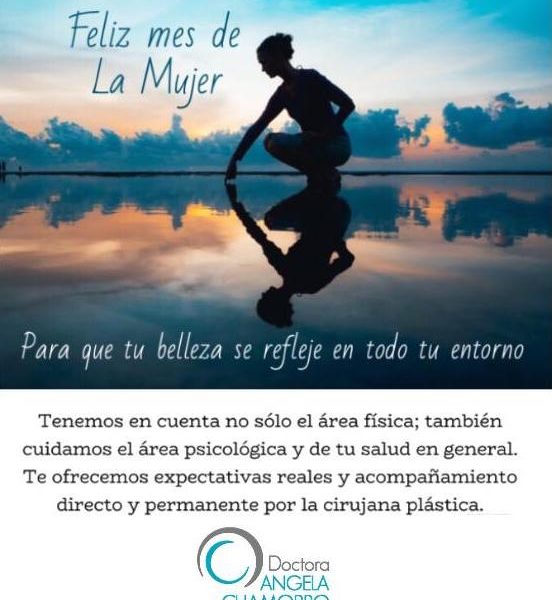 Feliz mes de
La Mujer
Para que tu belleza se refleje en todo tu entorno
Tenemos en cuenta no sólo el área física; también
cuidamos el área psicológica y de tu salud en general.
Te ofrecemos expectativas reales y acompañamiento
directo y permanente por la cirujana plástica.
Doctora
ANGELA
CHAMORRO